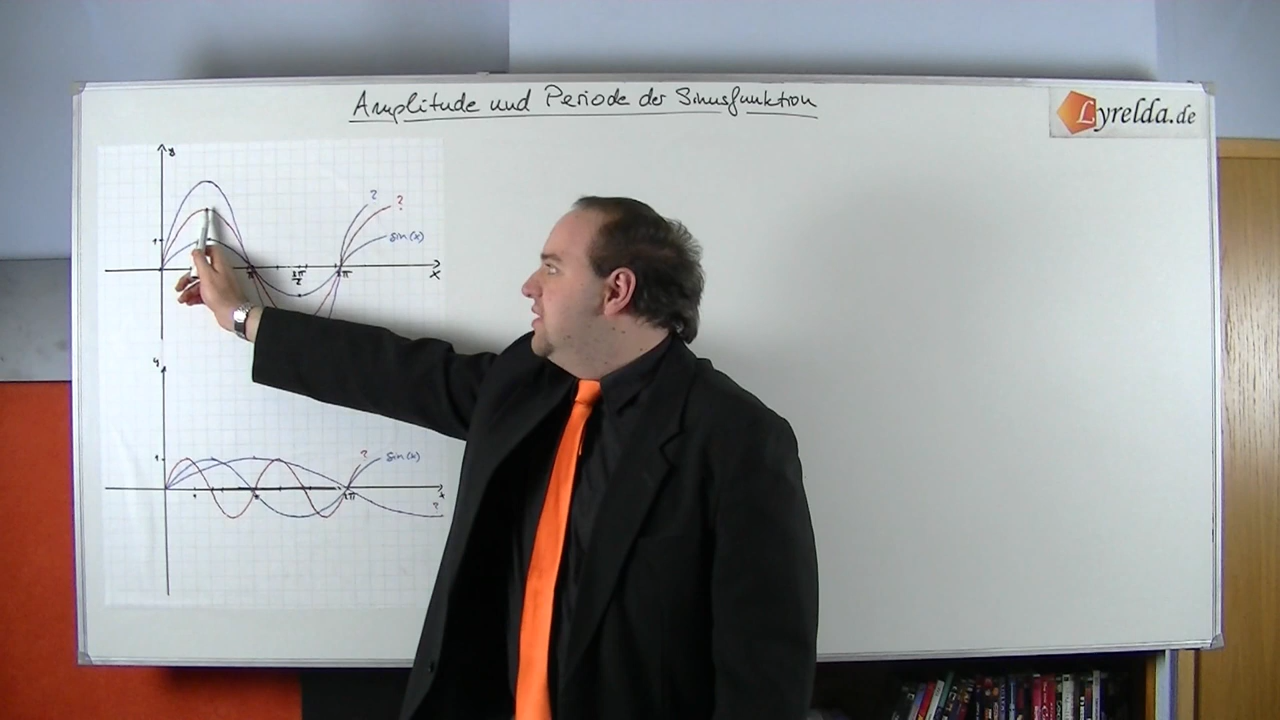 Amplitude und Periode der Sinusfunktion
Lyrelda.de
y
? ?
sin(x)
1
π 3π/2 2π x
y
? sin(x)
1
2π x
?